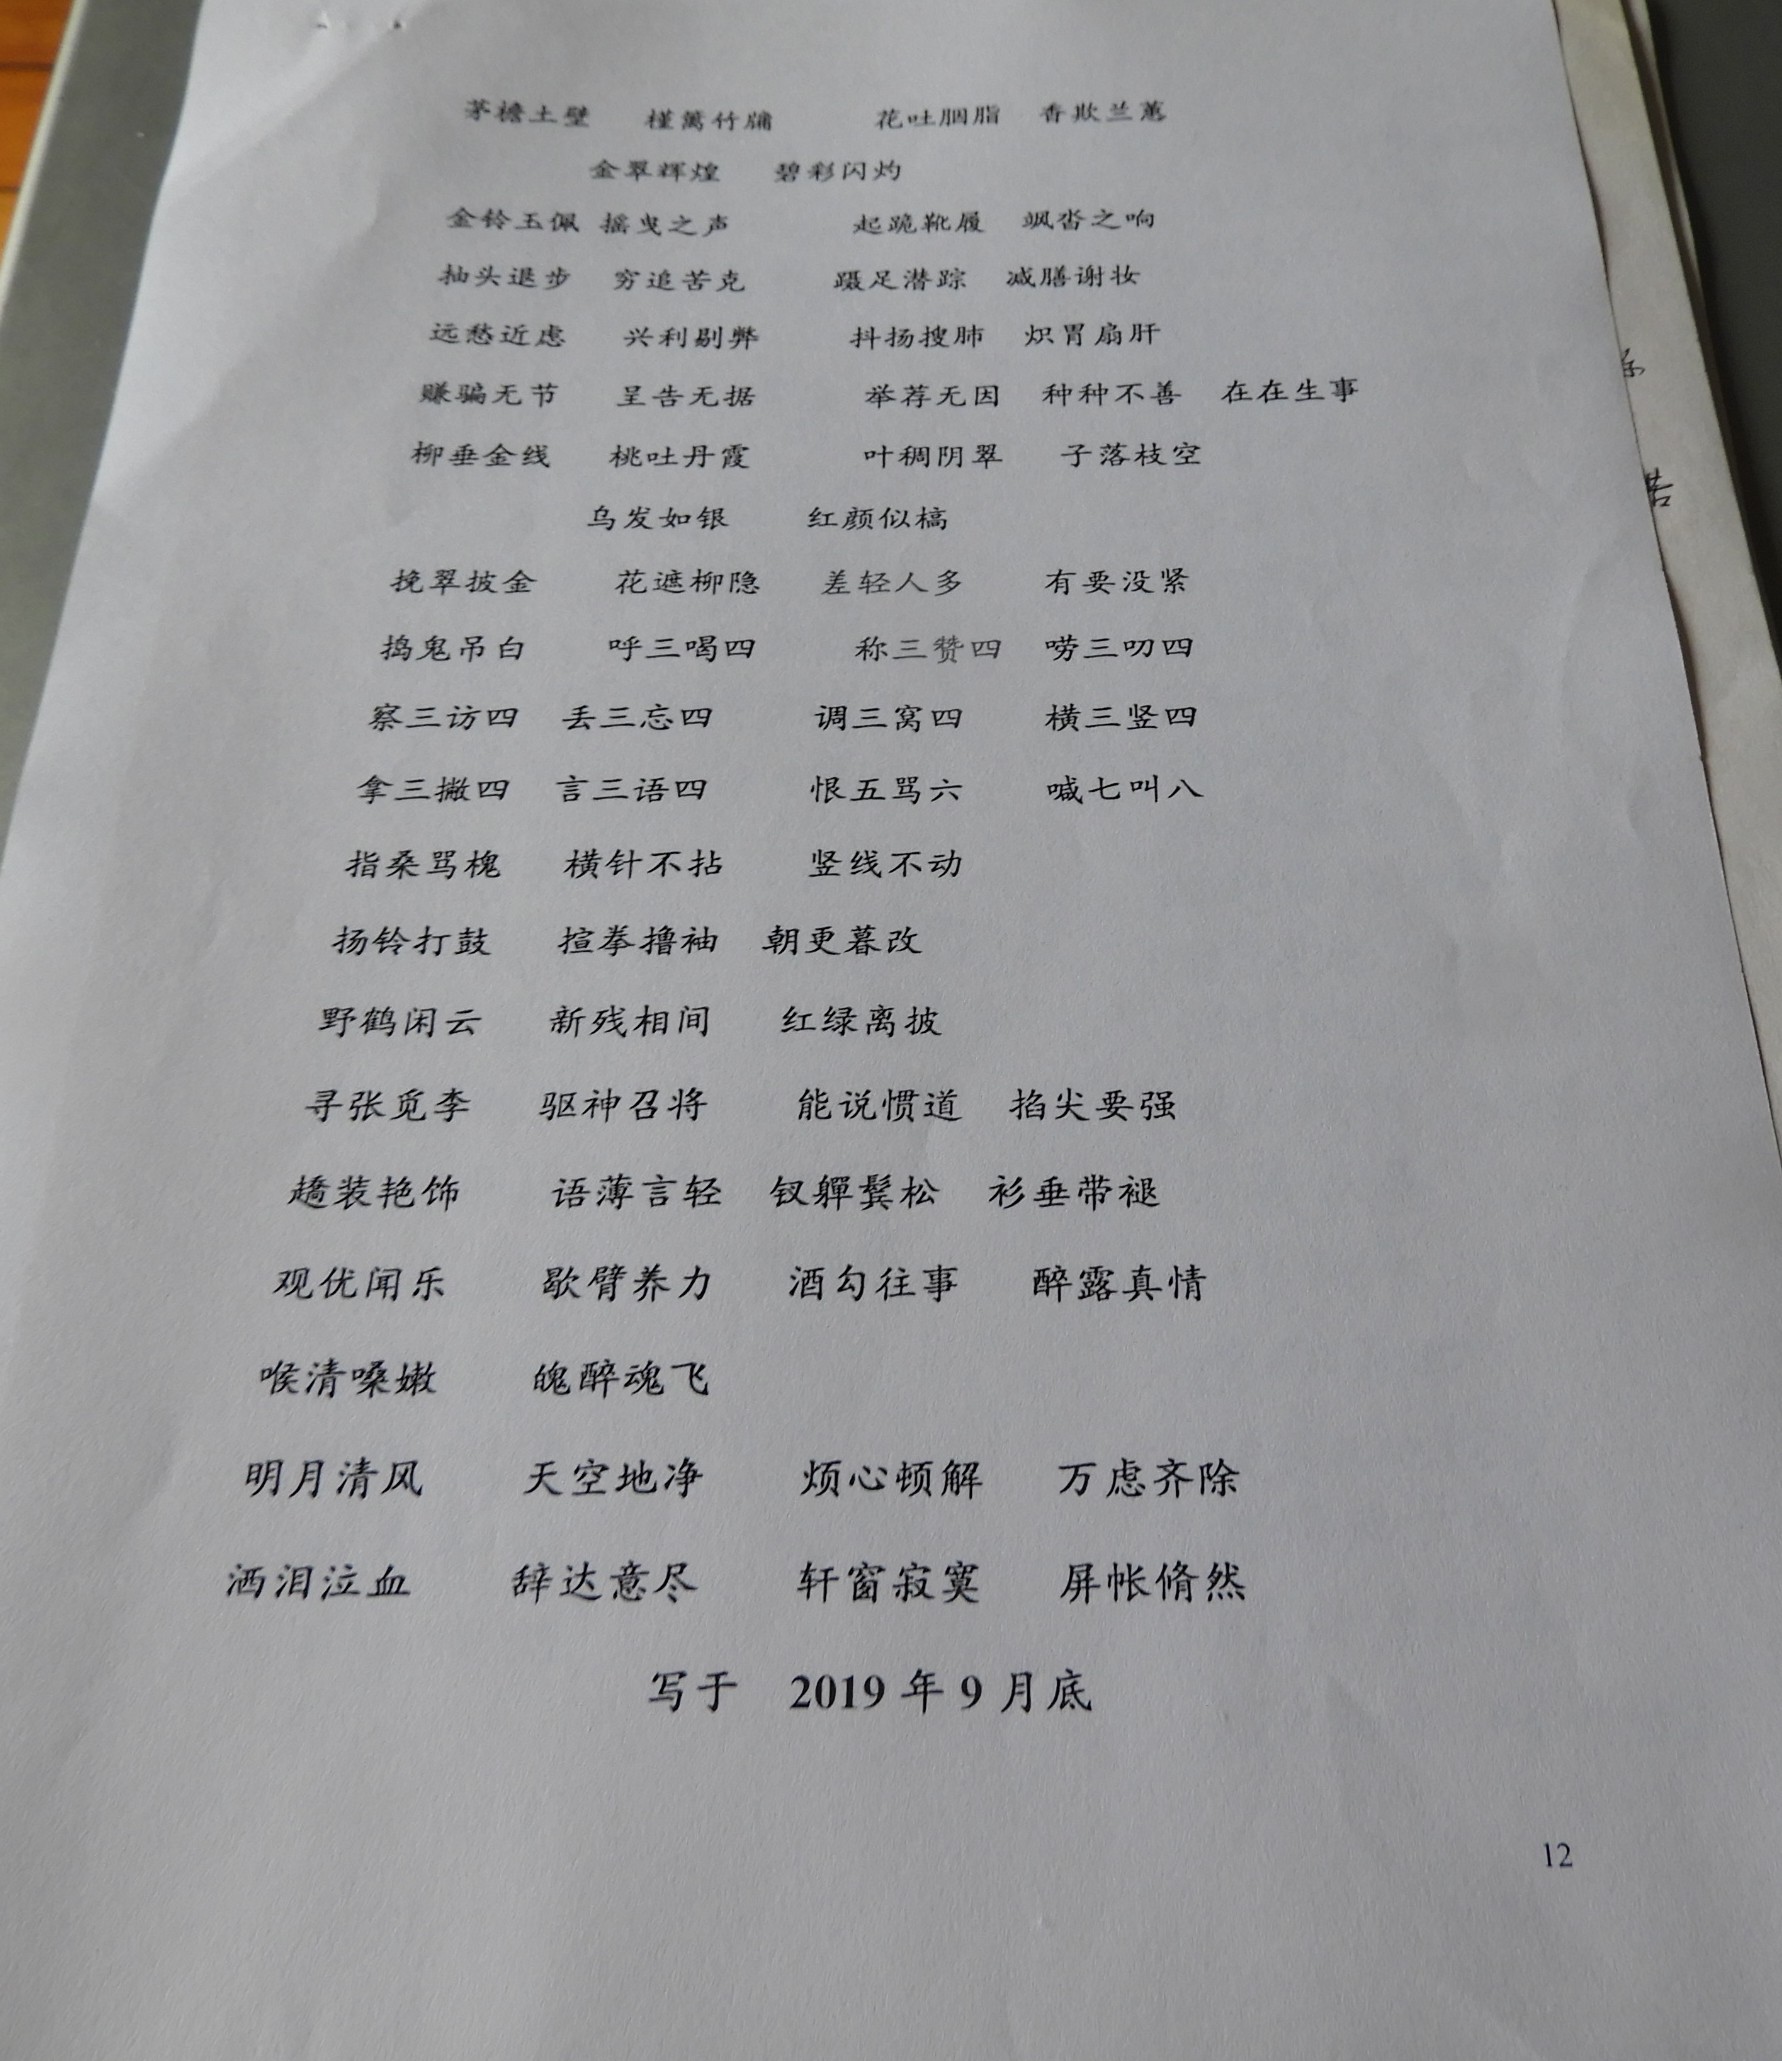 茅檐土壁 槿篱竹牖 花吐胭脂 香欺兰蕙
金翠辉煌 碧彩闪灼
金铃玉佩 摇曳之声 起跪靴履 飒沓之响
抽头退步 穷追苦克 蹑足潜踪 减膳谢妆
远愁近虑 兴利剔弊 抖扬搜肺 炽胃扇肝
赚骗无节 呈告无据 举荐无因 种种不善 在在生事
柳垂金线 桃吐丹霞 叶稠阴翠 子落枝空
乌发如银 红颜似槁
挽翠披金 花遮柳隐 差轻人多 有要没紧
捣鬼吊白 呼三喝四 称三赞四 唠三叨四
察三访四 丢三忘四 调三窝四 横三竖四
拿三撇四 言三语四 恨五骂六 喊七叫八
指桑骂槐 横针不拈 竖线不动
扬铃打鼓 揎拳撸袖 朝更暮改
野鹤闲云 新残相间 红绿离披
寻张觅李 驱神召将 能说惯道 掐尖要强
趫装艳饰 语薄言轻 钗軃鬓松 衫垂带褪
观优闻乐 歇臂养力 酒勾往事 醉露真情
喉清嗓嫩 魄醉魂飞
明月清风 天空地净 烦心顿解 万虑齐除
洒泪泣血 辞达意尽 轩窗寂寞 屏帐翛然
写于 2019 年 9 月底
12